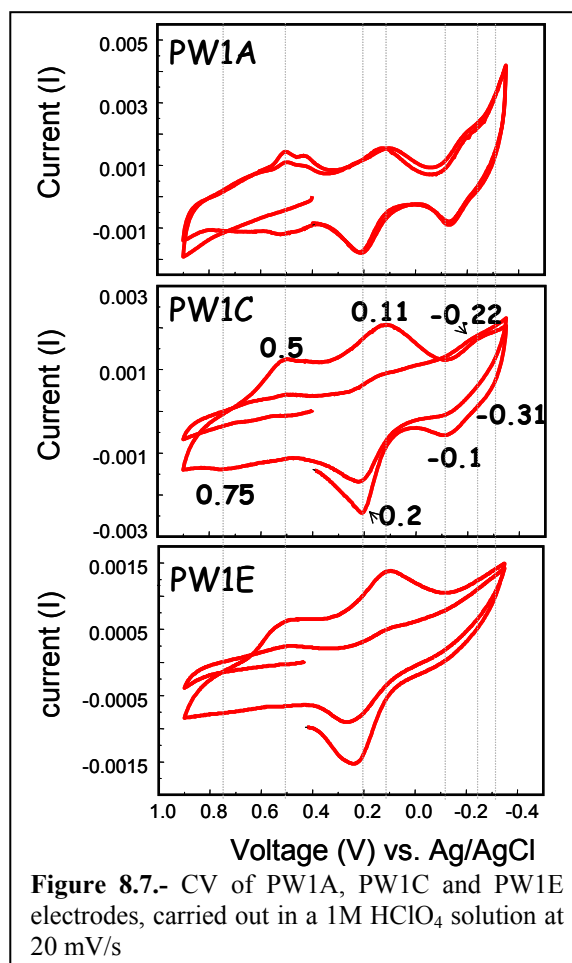 PW1A
0.005
0.003
0.001
-0.001
Current (I)
PW1C
0.003
0.001
-0.001
-0.003
Current (I)
0.5
0.11
-0.22
-0.31
-0.1
0.75
0.2
PW1E
0.0015
0.0005
-0.0005
-0.0015
current (I)
1.0 0.8 0.6 0.4 0.2 0.0 -0.2 -0.4
Voltage (V) vs. Ag/AgCl
Figure 8.7.- CV of PW1A, PW1C and PW1E
electrodes, carried out in a 1M HClO₄ solution at
20 mV/s